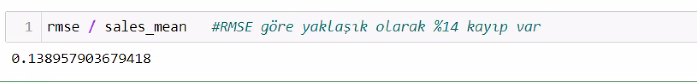 1 rmse / sales_mean #RMSE göre yaklaşık olarak %14 kayıp var
0.138957903679418